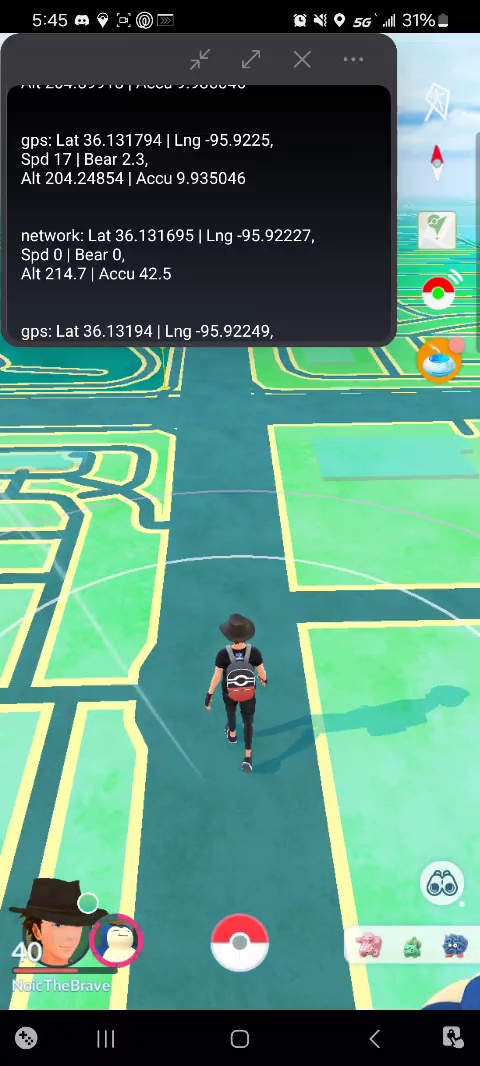 5:45
5G
31%
gps: Lat 36.131794 | Lng -95.9225,
Spd 17 | Bear 2.3,
Alt 204.24854 | Accu 9.935046
network: Lat 36.131695 | Lng -95.92227,
Spd 0 | Bear 0,
Alt 214.7 | Accu 42.5
gps: Lat 36.13194 | Lng -95.92249,
40
NoicTheBrave